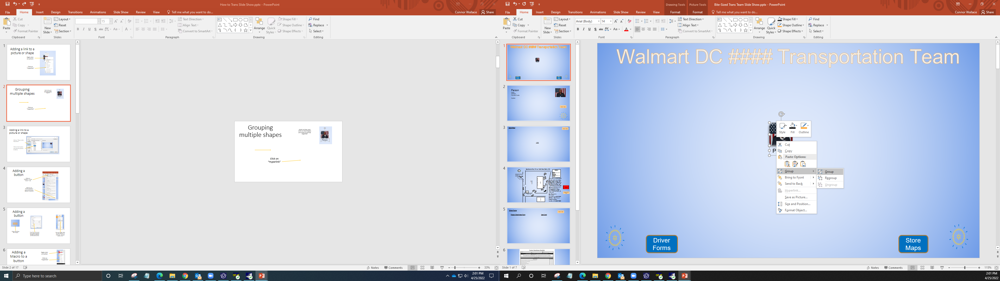 How to Trans Slide Show.pptx - PowerPoint
File Home Insert Design Transitions Animations Slide Show Review View Tell me what you want to do...
Connor Wallace Share
Paste
Cut
Copy
Format Painter
Clipboard
New Slide
Layout
Reset
Section
Slides
15
B I U S abc AV Aa A
Font
Text Direction
Align Text
Convert to SmartArt
Paragraph
Arrange
Quick Styles
Shape Fill
Shape Outline
Shape Effects
Drawing
Find
Replace
Select
Editing
1
Adding a link to a picture or shape
Right-click on picture
Click on "Hyperlink"
2
Grouping multiple shapes
Click on "Hyperlink"
3
Adding a link to a picture or shape
4
Adding a button
5
Adding a button
6
Adding a Macro to a button
Right-click on button
Click on "Hyperlink"
Grouping
multiple shapes
Hold ctrl key and
click on the shapes
you want to group
together
Person
Click on
"Hyperlink"
Slide 2 of 17
Notes Comments 33%
Type here to search
2:01 PM
4/25/2022
Drawing Tools Picture Tools
Bite-Sized Trans Team Slide Show.pptx - PowerPoint
File Home Insert Design Transitions Animations Slide Show Review View Format Format Tell me what you want to do...
Connor Wallace Share
Paste
Cut
Copy
Format Painter
Clipboard
New Slide
Layout
Reset
Section
Slides
Arial (Body) 14
B I U S abc AV Aa A
Font
Text Direction
Align Text
Convert to SmartArt
Paragraph
Arrange
Quick Styles
Shape Fill
Shape Outline
Shape Effects
Drawing
Find
Replace
Select
Editing
1
Walmart DC #### Transportation Team
2
Person
3
Store Maps
4
5
Driver Forms
Tractor Cleanliness Form
6
Tractor Cleanliness Checklist
Walmart DC #### Transportation Team
Style Fill Outline
P
Cut
Copy
Paste Options:
Group
Bring to Front
Send to Back
Hyperlink...
Save as Picture...
Size and Position...
Format Object...
Group
Regroup
Ungroup
Driver
Forms
Store
Maps
Slide 1 of 7
Notes Comments 115%
2:01 PM
4/25/2022